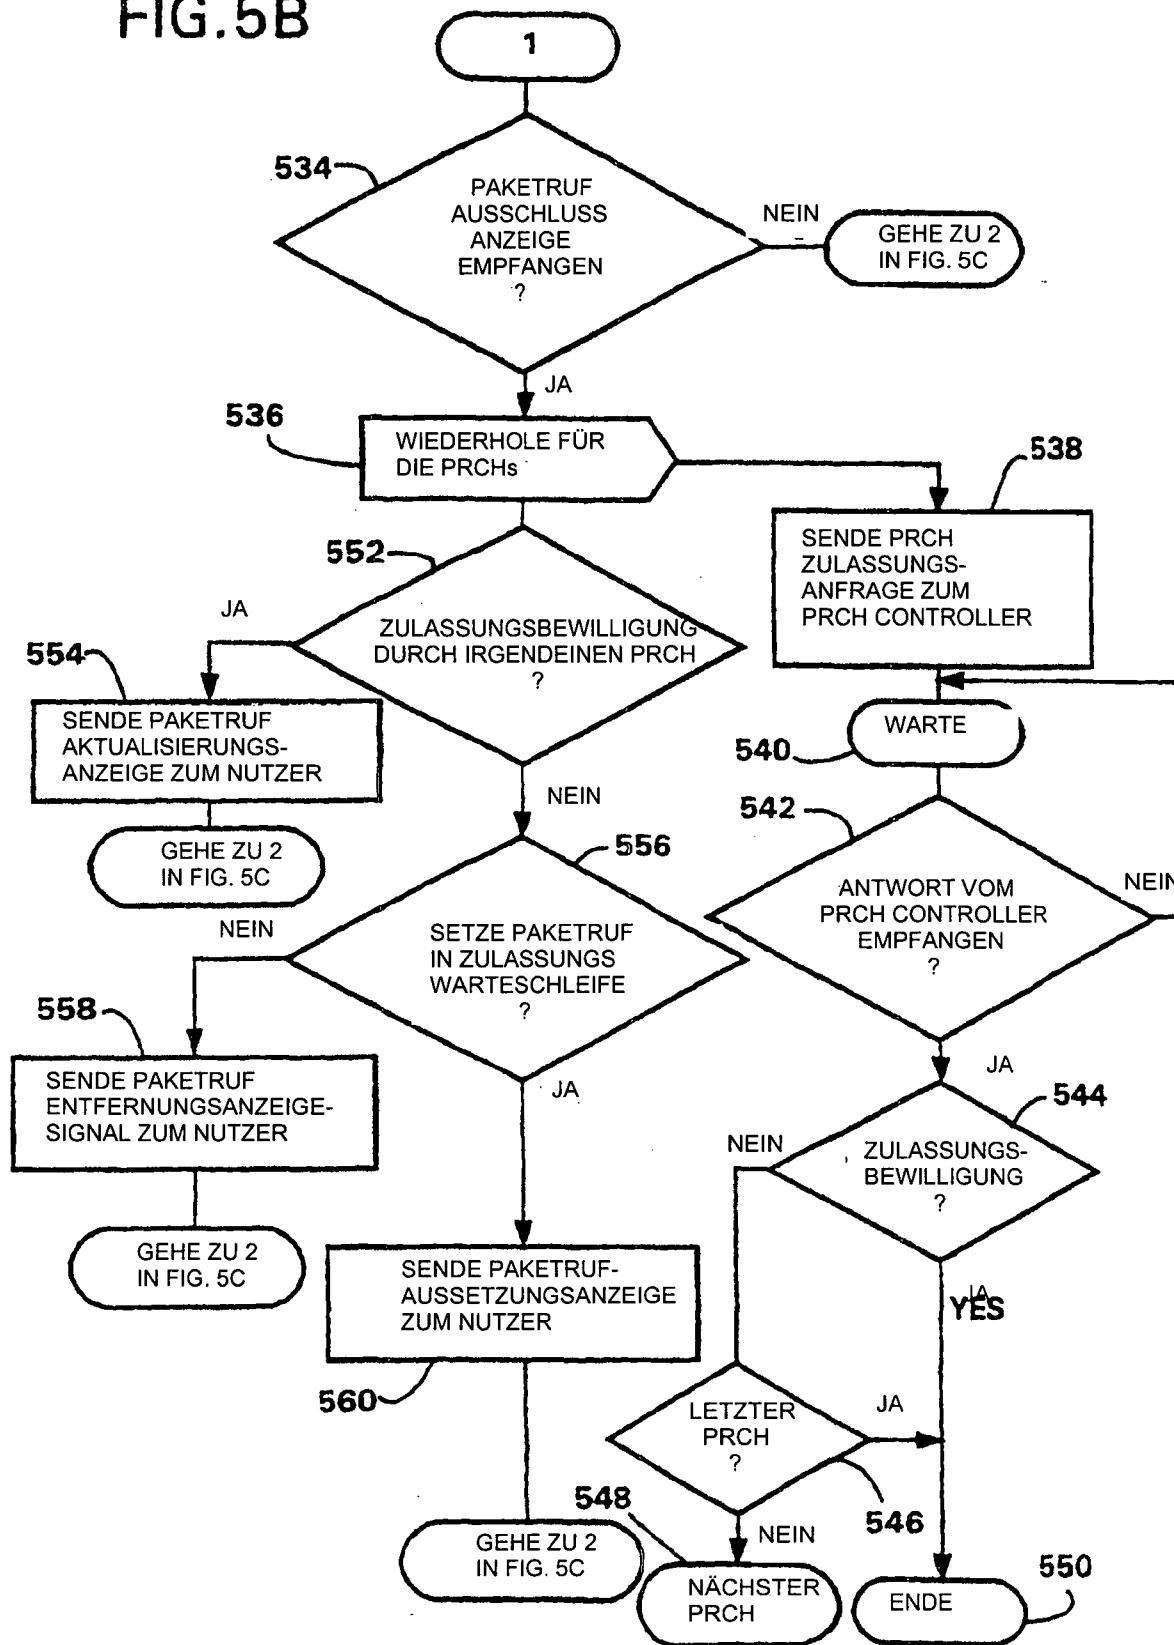 FIG.5B
1
534
PAKETRUF
AUSSCHLUSS
ANZEIGE
EMPFANGEN
?
NEIN
GEHE ZU 2
IN FIG. 5C
JA
536
WIEDERHOLE FÜR
DIE PRCHs
538
SENDE PRCH
ZULASSUNGS-
ANFRAGE ZUM
PRCH CONTROLLER
552
JA
ZULASSUNGSBEWILLIGUNG
DURCH IRGENDEINEN PRCH
?
554
SENDE PAKETRUF
AKTUALISIERUNGS-
ANZEIGE ZUM NUTZER
GEHE ZU 2
IN FIG. 5C
NEIN
WARTE
540
542
ANTWORT VOM
PRCH CONTROLLER
EMPFANGEN
?
NEIN
JA
556
SETZE PAKETRUF
IN ZULASSUNGS
WARTESCHLEIFE
?
NEIN
558
SENDE PAKETRUF
ENTFERNUNGSANZEIGE-
SIGNAL ZUM NUTZER
GEHE ZU 2
IN FIG. 5C
JA
SENDE PAKETRUF-
AUSSETZUNGSANZEIGE
ZUM NUTZER
560
GEHE ZU 2
IN FIG. 5C
544
ZULASSUNGS-
BEWILLIGUNG
?
NEIN
JA
YES
LETZTER
PRCH
?
JA
546
NEIN
548
NÄCHSTER
PRCH
550
ENDE